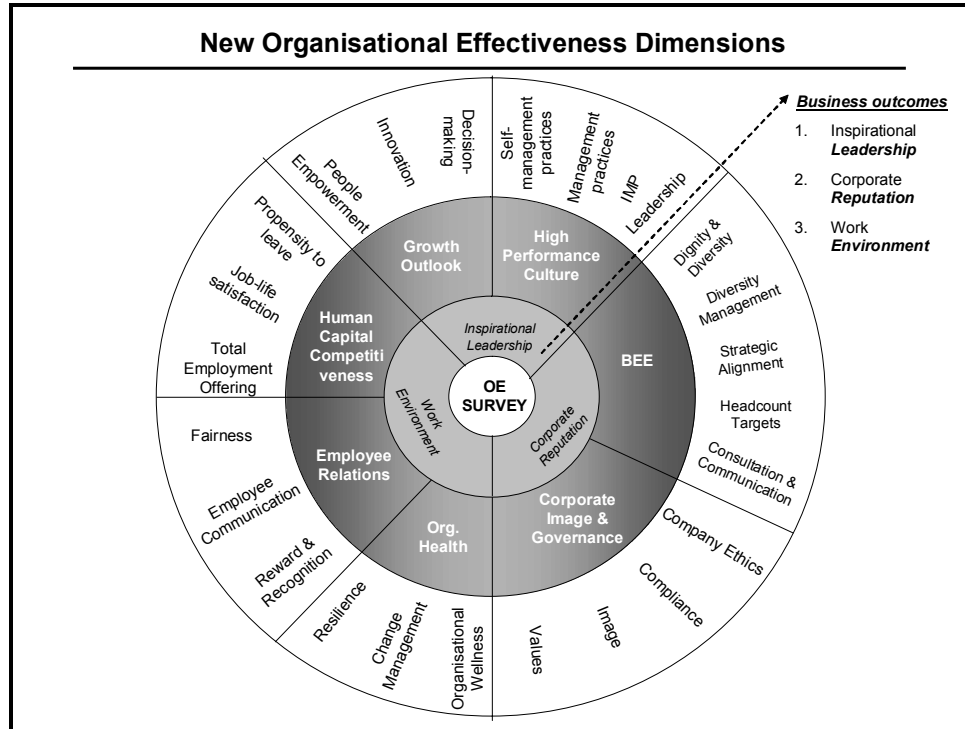 New Organisational Effectiveness Dimensions
Business outcomes
1. Inspirational
Leadership
2. Corporate
Reputation
3. Work
Environment
OE
SURVEY
Inspirational
Leadership
Corporate
Reputation
Work
Environment
Growth
Outlook
High
Performance
Culture
BEE
Corporate
Image &
Governance
Org.
Health
Employee
Relations
Human
Capital
Competiti
veness
People
Empowerment
Innovation
Decision-
making
Self-
management
practices
Management
practices
IMP
Leadership
Dignity &
Diversity
Diversity
Management
Strategic
Alignment
Headcount
Targets
Consultation &
Communication
Company Ethics
Compliance
Image
Values
Organisational
Wellness
Change
Management
Resilience
Reward &
Recognition
Employee
Communication
Fairness
Total
Employment
Offering
Job-life
satisfaction
Propensity to
leave